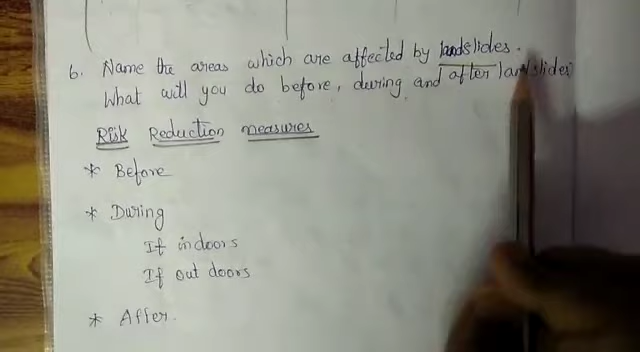 6. Name the areas which are affected by landslides.
What will you do before, during and after landslides
Risk Reduction measures
* Before
* During
If indoors
If out doors
* After.